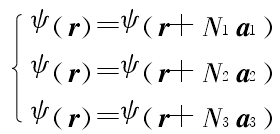 ψ(r)=ψ(r+ N₁ a₁)
ψ(r)=ψ(r+ N₂ a₂)
ψ(r)=ψ(r+ N₃ a₃)